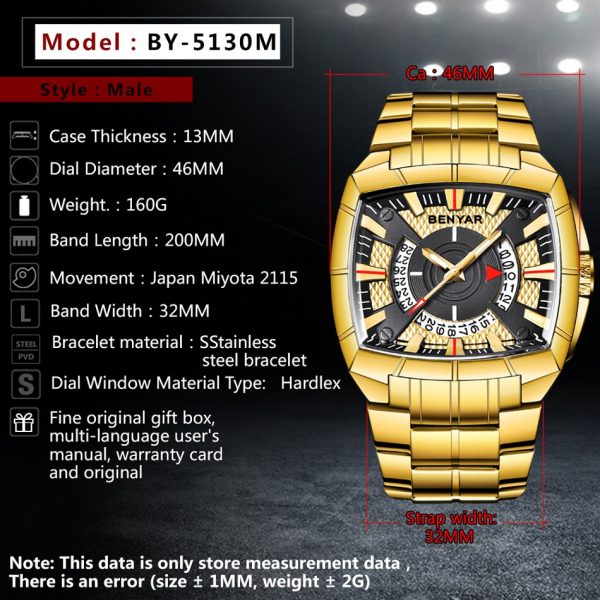 Model : BY-5130M
Style : Male
Ca : 46MM
Case Thickness : 13MM
Dial Diameter : 46MM
Weight. : 160G
Band Length : 200MM
Movement : Japan Miyota 2115
L
Band Width : 32MM
STEEL
PVD
Bracelet material : SStainless
steel bracelet
S
Dial Window Material Type: Hardlex
Fine original gift box,
multi-language user's
manual, warranty card
and original
BENYAR
Strap width:
32MM
Note: This data is only store measurement data ,
There is an error (size ± 1MM, weight ± 2G)